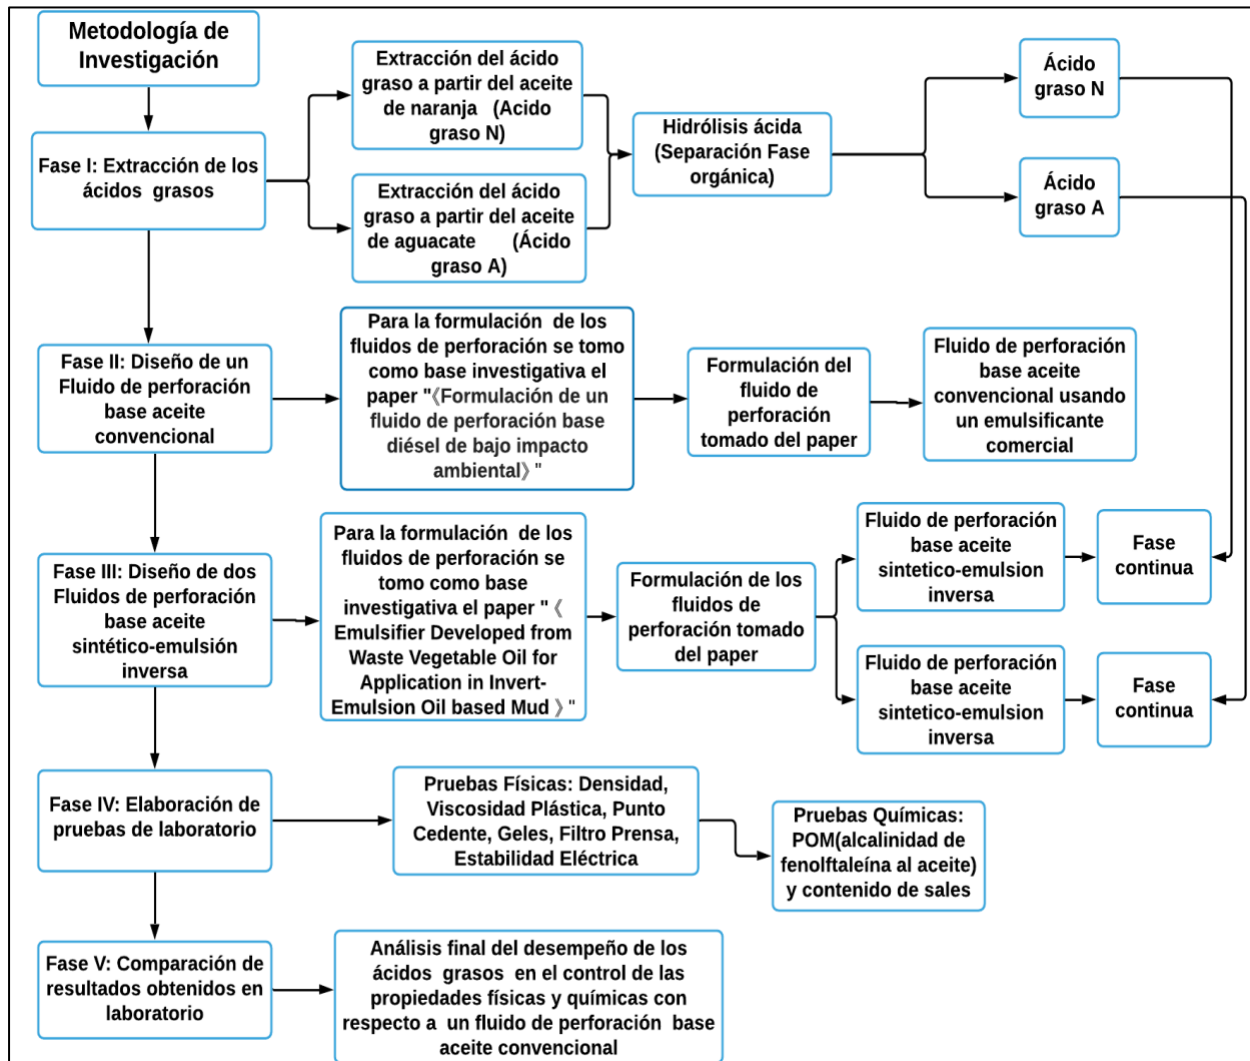 Metodología de
Investigación
Fase I: Extracción de los
ácidos grasos
Extracción del ácido
graso a partir del aceite
de naranja (Acido
graso N)
Extracción del ácido
graso a partir del aceite
de aguacate (Ácido
graso A)
Hidrólisis ácida
(Separación Fase
orgánica)
Ácido
graso N
Ácido
graso A
Fase II: Diseño de un
Fluido de perforación
base aceite
convencional
Para la formulación de los
fluidos de perforación se tomo
como base investigativa el
paper "《Formulación de un
fluido de perforación base
diésel de bajo impacto
ambiental》"
Formulación del
fluido de
perforación
tomado del paper
Fluido de perforación
base aceite
convencional usando
un emulsificante
comercial
Fase III: Diseño de dos
Fluidos de perforación
base aceite
sintético-emulsión
inversa
Para la formulación de los
fluidos de perforación se
tomo como base
investigativa el paper "《
Emulsifier Developed from
Waste Vegetable Oil for
Application in Invert-
Emulsion Oil based Mud 》"
Formulación de los
fluidos de
perforación tomado
del paper
Fluido de perforación
base aceite
sintetico-emulsion
inversa
Fase
continua
Fluido de perforación
base aceite
sintetico-emulsion
inversa
Fase
continua
Fase IV: Elaboración de
pruebas de laboratorio
Pruebas Físicas: Densidad,
Viscosidad Plástica, Punto
Cedente, Geles, Filtro Prensa,
Estabilidad Eléctrica
Pruebas Químicas:
POM(alcalinidad de
fenolftaleína al aceite)
y contenido de sales
Fase V: Comparación de
resultados obtenidos en
laboratorio
Análisis final del desempeño de los
ácidos grasos en el control de las
propiedades físicas y químicas con
respecto a un fluido de perforación base
aceite convencional